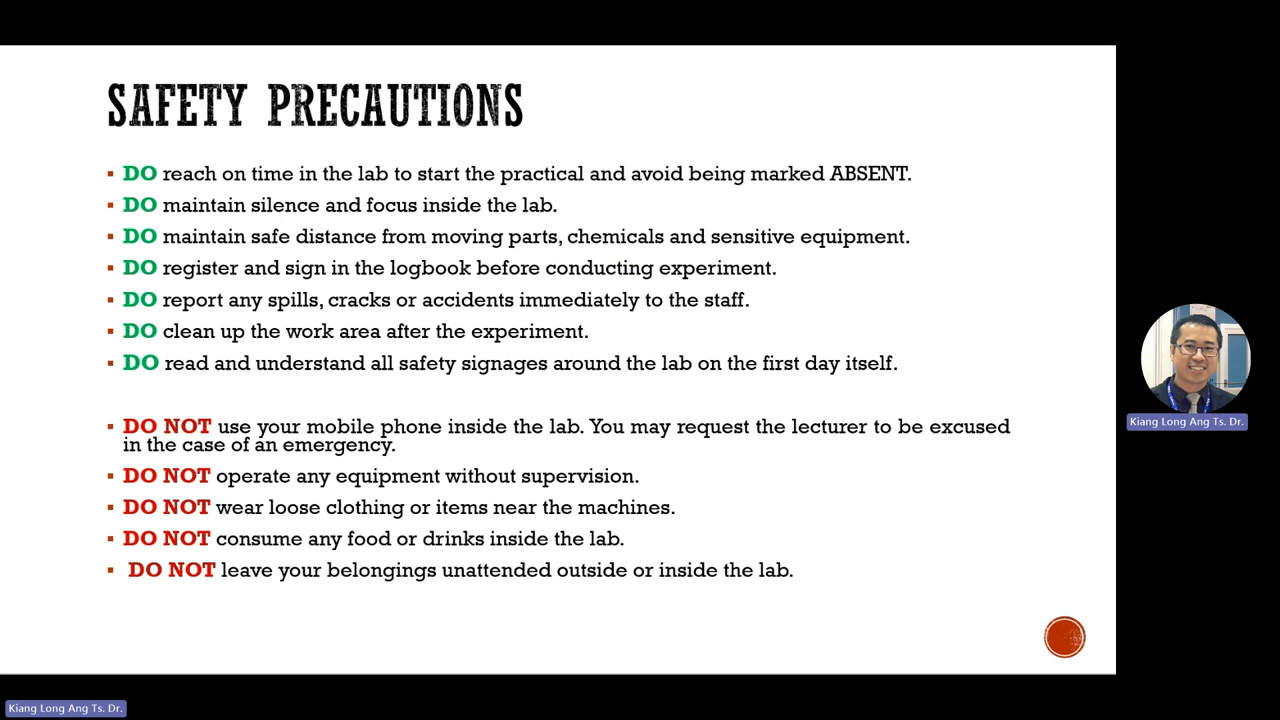 SAFETY PRECAUTIONS
DO reach on time in the lab to start the practical and avoid being marked ABSENT.
DO maintain silence and focus inside the lab.
DO maintain safe distance from moving parts, chemicals and sensitive equipment.
DO register and sign in the logbook before conducting experiment.
DO report any spills, cracks or accidents immediately to the staff.
DO clean up the work area after the experiment.
DO read and understand all safety signages around the lab on the first day itself.
DO NOT use your mobile phone inside the lab. You may request the lecturer to be excused
in the case of an emergency.
DO NOT operate any equipment without supervision.
DO NOT wear loose clothing or items near the machines.
DO NOT consume any food or drinks inside the lab.
DO NOT leave your belongings unattended outside or inside the lab.
Kiang Long Ang Ts. Dr.
Kiang Long Ang Ts. Dr.